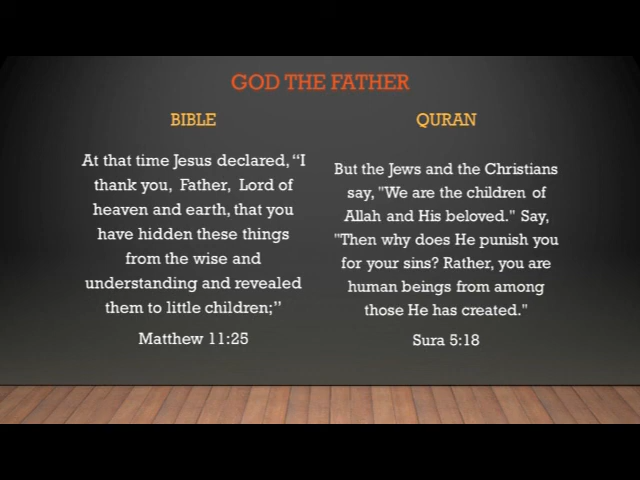 GOD THE FATHER
BIBLE
At that time Jesus declared, “I
thank you, Father, Lord of
heaven and earth, that you
have hidden these things
from the wise and
understanding and revealed
them to little children;”
Matthew 11:25
QURAN
But the Jews and the Christians
say, "We are the children of
Allah and His beloved." Say,
"Then why does He punish you
for your sins? Rather, you are
human beings from among
those He has created."
Sura 5:18